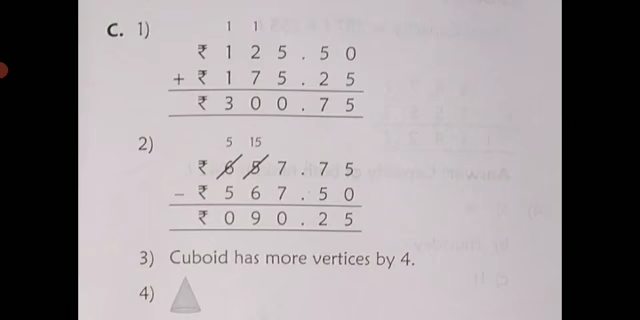 C. 1)
1 1
₹ 1 2 5 . 5 0
+ ₹ 1 7 5 . 2 5
₹ 3 0 0 . 7 5
2)
5 15
₹ 6 5 7 . 7 5
− ₹ 5 6 7 . 5 0
₹ 0 9 0 . 2 5
3) Cuboid has more vertices by 4.
4)